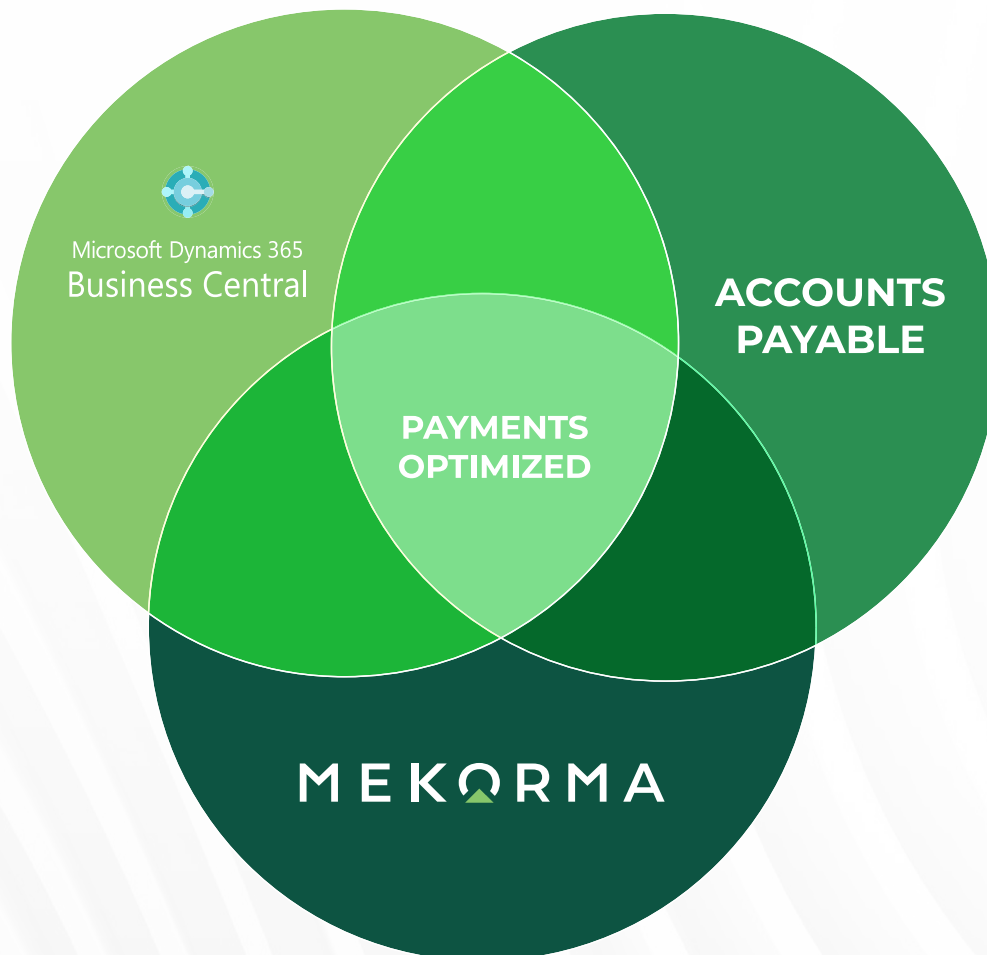 Microsoft Dynamics 365
Business Central
ACCOUNTS
PAYABLE
PAYMENTS
OPTIMIZED
MEKORMA